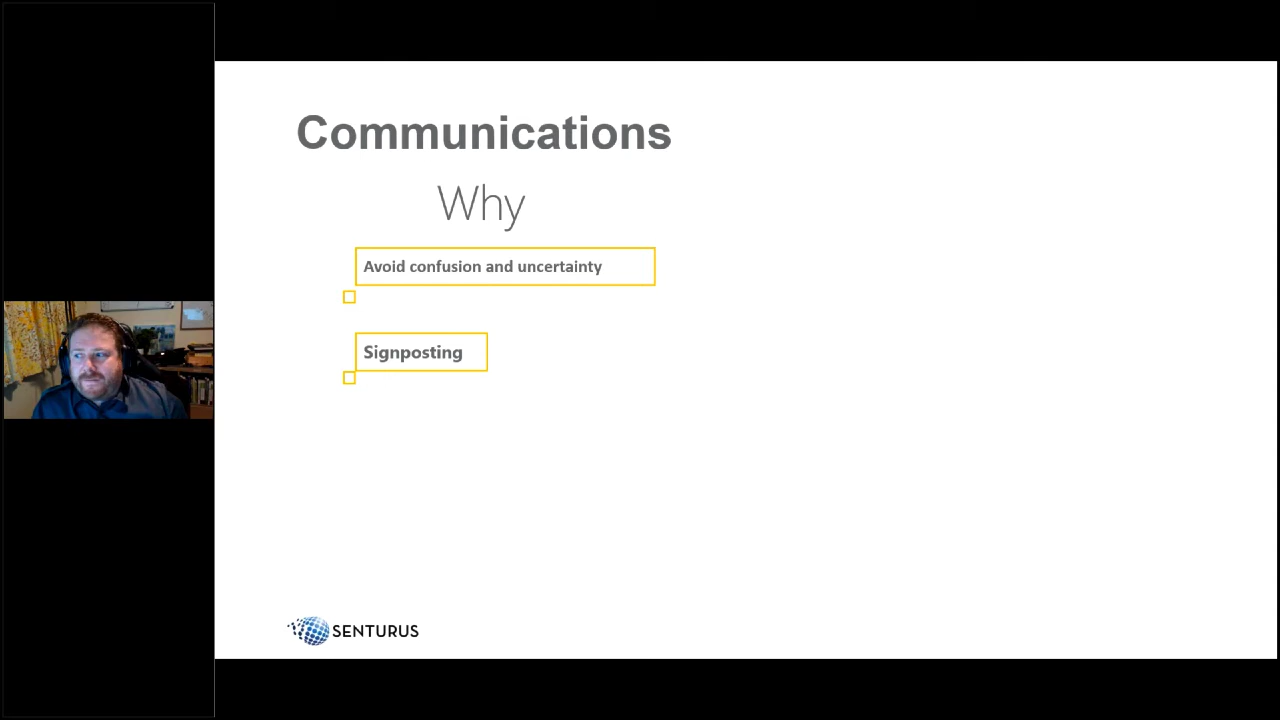 Communications
Why
Avoid confusion and uncertainty
Signposting
SENTURUS